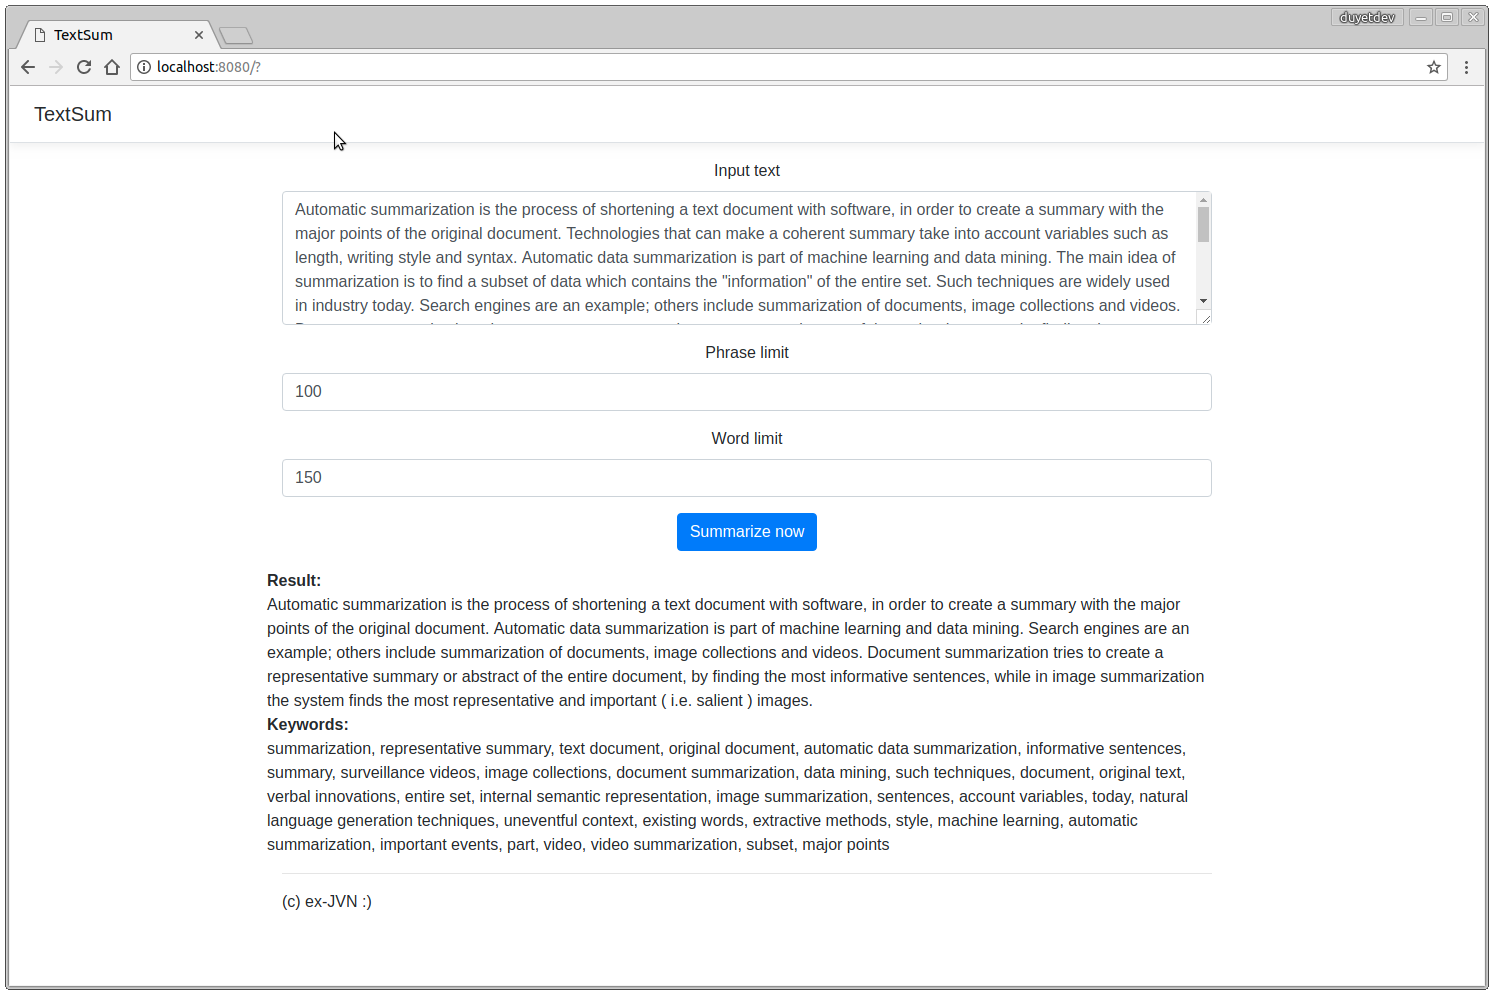 duyetdev
TextSum
localhost:8080/?
TextSum
Input text
Automatic summarization is the process of shortening a text document with software, in order to create a summary with the
major points of the original document. Technologies that can make a coherent summary take into account variables such as
length, writing style and syntax. Automatic data summarization is part of machine learning and data mining. The main idea of
summarization is to find a subset of data which contains the "information" of the entire set. Such techniques are widely used
in industry today. Search engines are an example; others include summarization of documents, image collections and videos.
Phrase limit
100
Word limit
150
Summarize now
Result:
Automatic summarization is the process of shortening a text document with software, in order to create a summary with the major
points of the original document. Automatic data summarization is part of machine learning and data mining. Search engines are an
example; others include summarization of documents, image collections and videos. Document summarization tries to create a
representative summary or abstract of the entire document, by finding the most informative sentences, while in image summarization
the system finds the most representative and important ( i.e. salient ) images.
Keywords:
summarization, representative summary, text document, original document, automatic data summarization, informative sentences,
summary, surveillance videos, image collections, document summarization, data mining, such techniques, document, original text,
verbal innovations, entire set, internal semantic representation, image summarization, sentences, account variables, today, natural
language generation techniques, uneventful context, existing words, extractive methods, style, machine learning, automatic
summarization, important events, part, video, video summarization, subset, major points
(c) ex-JVN :)